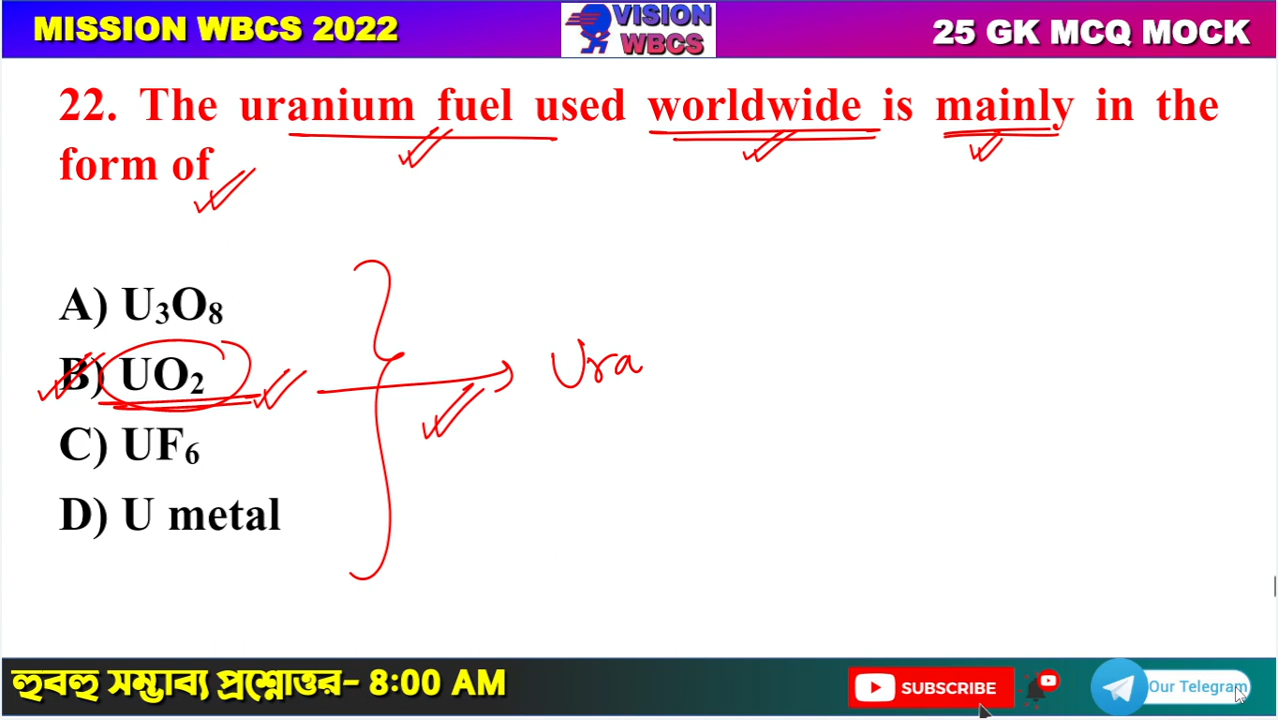 MISSION WBCS 2022
VISION
WBCS
25 GK MCQ MOCK
22. The uranium fuel used worldwide is mainly in the
form of
A) U₃O₈
B) UO₂
C) UF₆
D) U metal
Ura
হুবহু সম্ভাব্য প্রশ্নোত্তর- 8:00 AM
SUBSCRIBE
Our Telegram